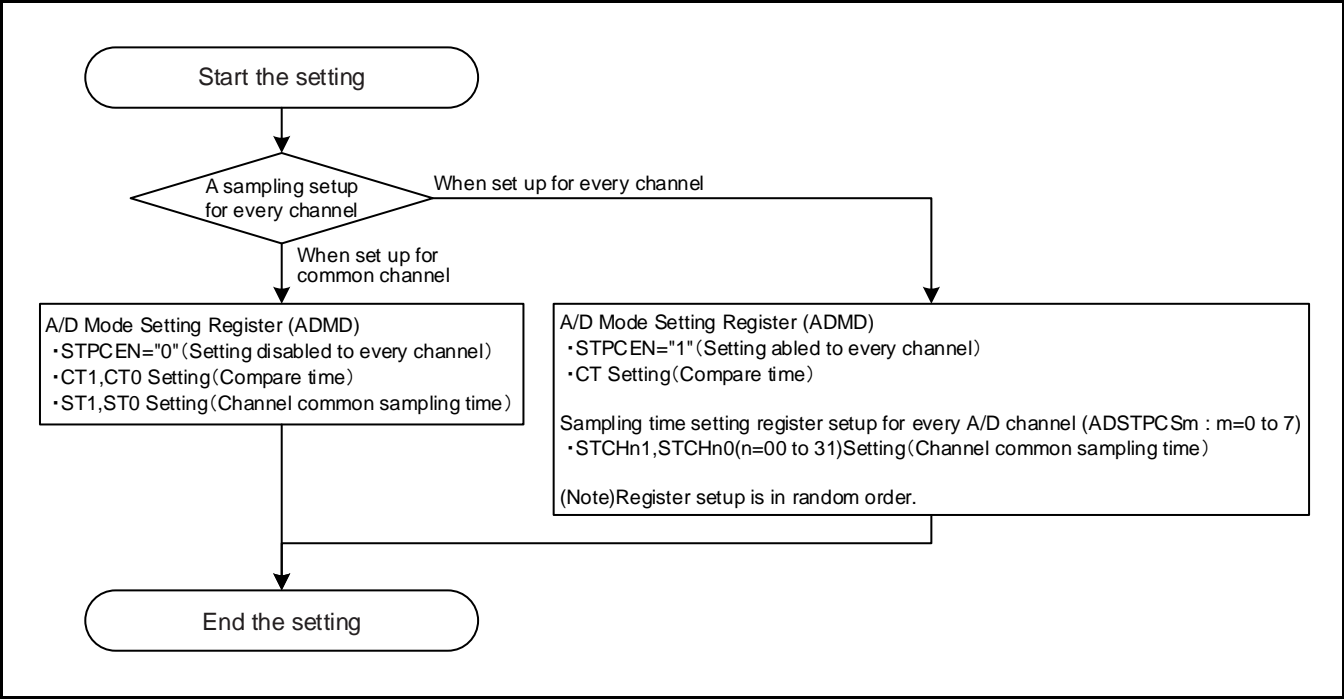 Start the setting
A sampling setup
for every channel
When set up for every channel
When set up for
common channel
A/D Mode Setting Register (ADMD)
・STPCEN="0"（Setting disabled to every channel）
・CT1,CT0 Setting（Compare time）
・ST1,ST0 Setting（Channel common sampling time）
A/D Mode Setting Register (ADMD)
・STPCEN="1"（Setting abled to every channel）
・CT Setting（Compare time）
Sampling time setting register setup for every A/D channel (ADSTPCSm : m=0 to 7)
・STCHn1,STCHn0(n=00 to 31)Setting（Channel common sampling time）
(Note)Register setup is in random order.
End the setting